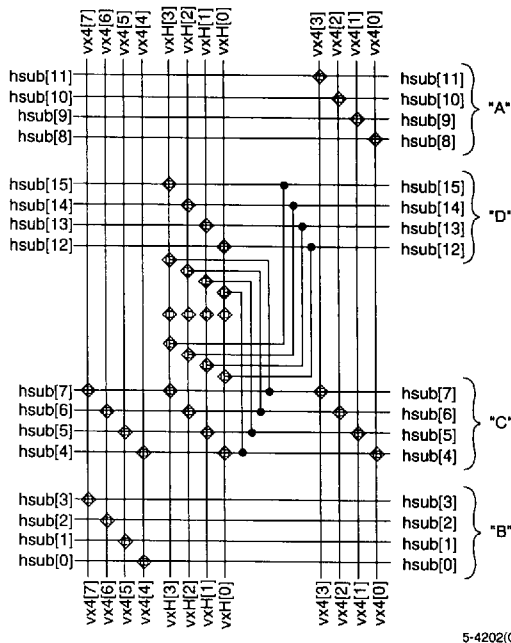 vx4[7] vx4[6] vx4[5] vx4[4] vxH[3] vxH[2] vxH[1] vxH[0] vx4[3] vx4[2] vx4[1] vx4[0]
hsub[11] hsub[11]
hsub[10] hsub[10]
hsub[9] hsub[9]
hsub[8] hsub[8]
"A"
hsub[15] hsub[15]
hsub[14] hsub[14]
hsub[13] hsub[13]
hsub[12] hsub[12]
"D"
hsub[7] hsub[7]
hsub[6] hsub[6]
hsub[5] hsub[5]
hsub[4] hsub[4]
"C"
hsub[3] hsub[3]
hsub[2] hsub[2]
hsub[1] hsub[1]
hsub[0] hsub[0]
"B"
vx4[7] vx4[6] vx4[5] vx4[4] vxH[3] vxH[2] vxH[1] vxH[0] vx4[3] vx4[2] vx4[1] vx4[0]